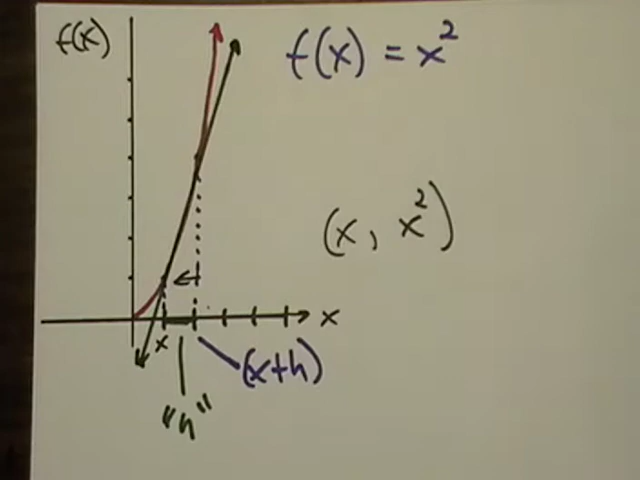 f(x)
f(x) = x²
(x, x²)
x
x
(x+h)
"h"